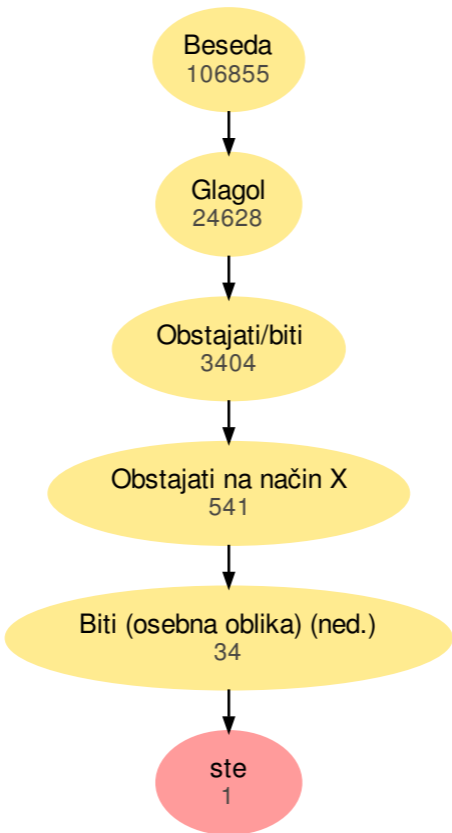 Beseda
106855
Glagol
24628
Obstajati/biti
3404
Obstajati na način X
541
Biti (osebna oblika) (ned.)
34
ste
1